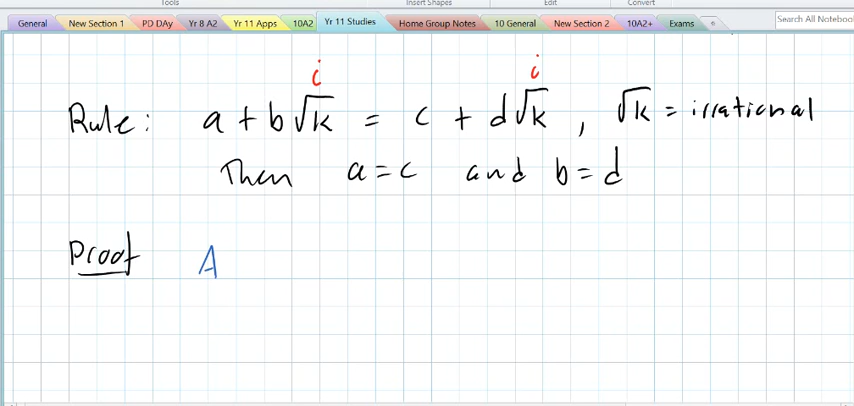 Tools Insert Shapes Edit Convert
General New Section 1 PD DAy Yr 8 A2 Yr 11 Apps 10A2 Yr 11 Studies Home Group Notes 10 General New Section 2 10A2+ Exams Search All Noteboo
i i
Rule: a + b√k = c + d√k , √k = irrational
Then a = c and b = d
Proof A